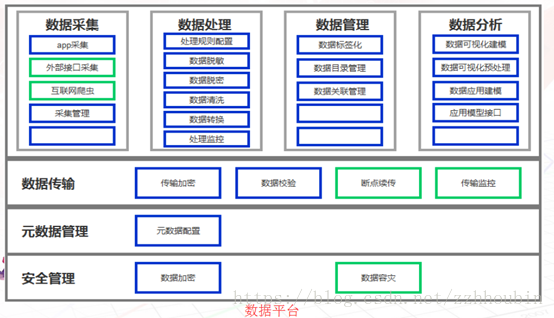 数据采集
app采集
外部接口采集
互联网爬虫
采集管理
数据处理
处理规则配置
数据脱敏
数据脱密
数据清洗
数据转换
处理监控
数据管理
数据标签化
数据目录管理
数据关联管理
数据分析
数据可视化建模
数据可视化预处理
数据应用建模
应用模型接口
数据传输
传输加密
数据校验
断点续传
传输监控
元数据管理
元数据配置
安全管理
数据加密
数据容灾
https://blog.csdn.net/zzhhoubin
数据平台